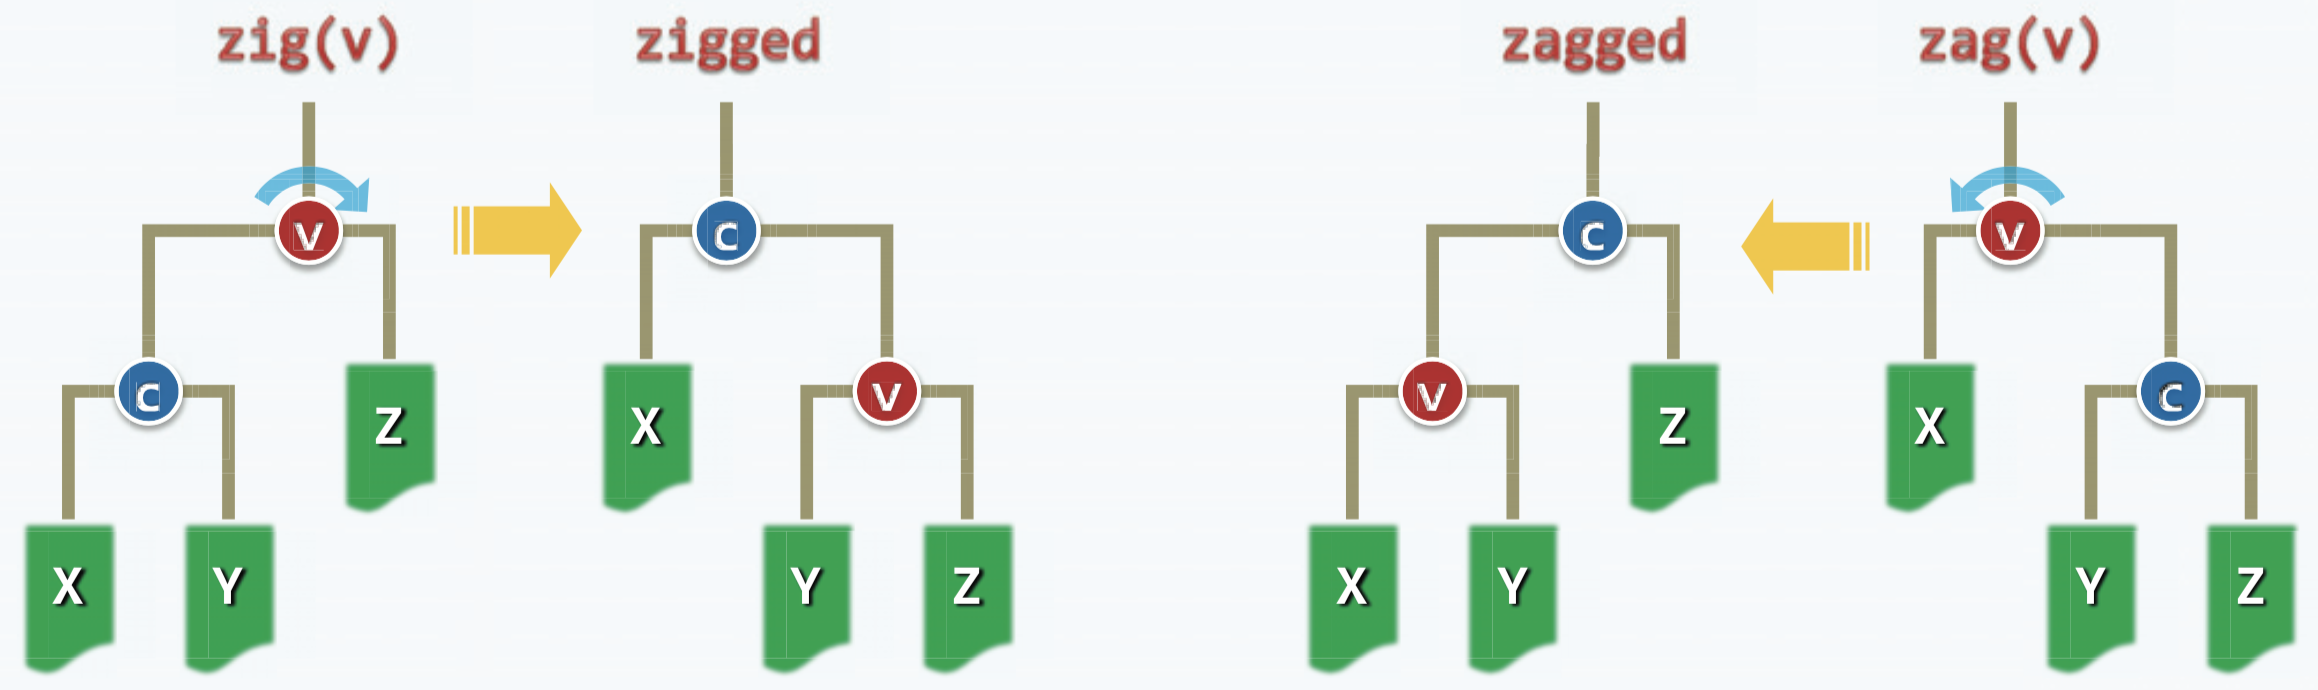 zig(v) zigged zagged zag(v)
v c c v
c Z X v v Z X c
X Y Y Z X Y Y Z